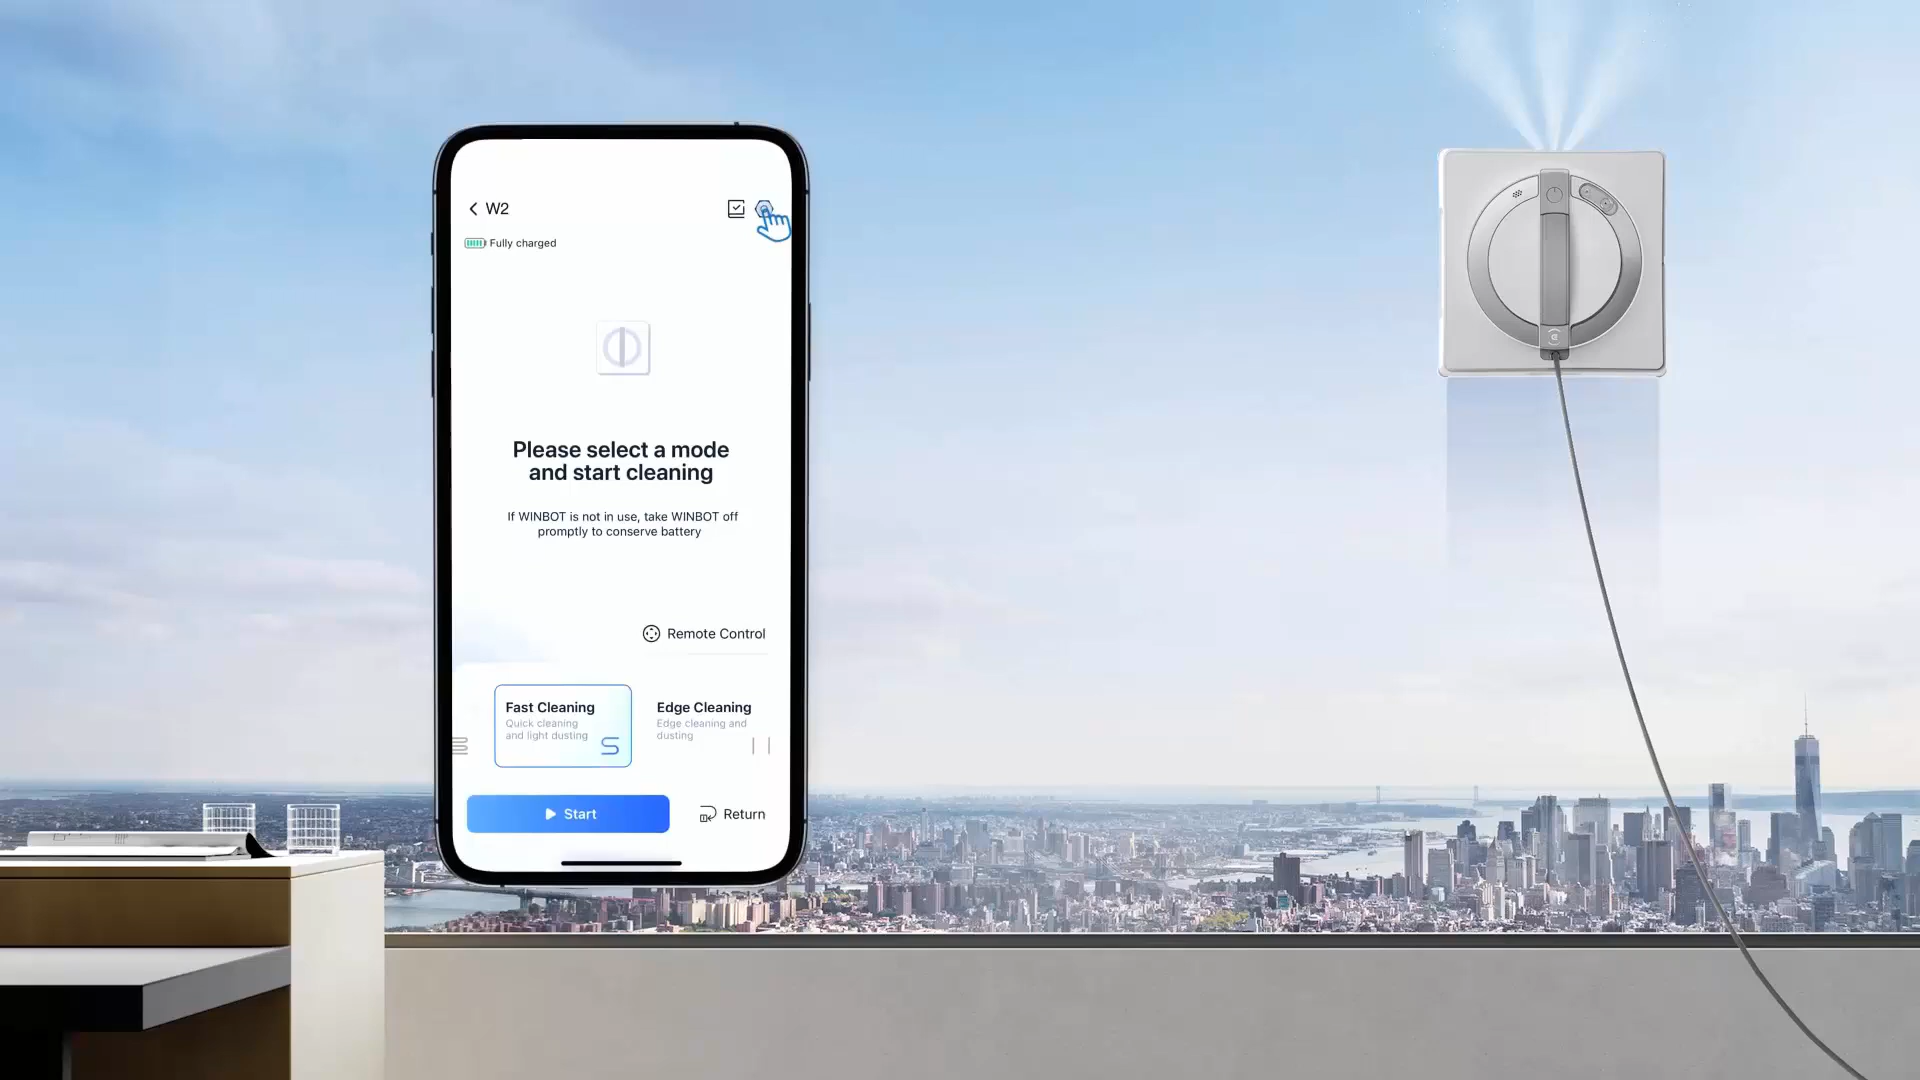 W2
Fully charged
Please select a mode
and start cleaning
If WINBOT is not in use, take WINBOT off
promptly to conserve battery
Remote Control
Fast Cleaning
Quick cleaning
and light dusting
Edge Cleaning
Edge cleaning and
dusting
Start
Return